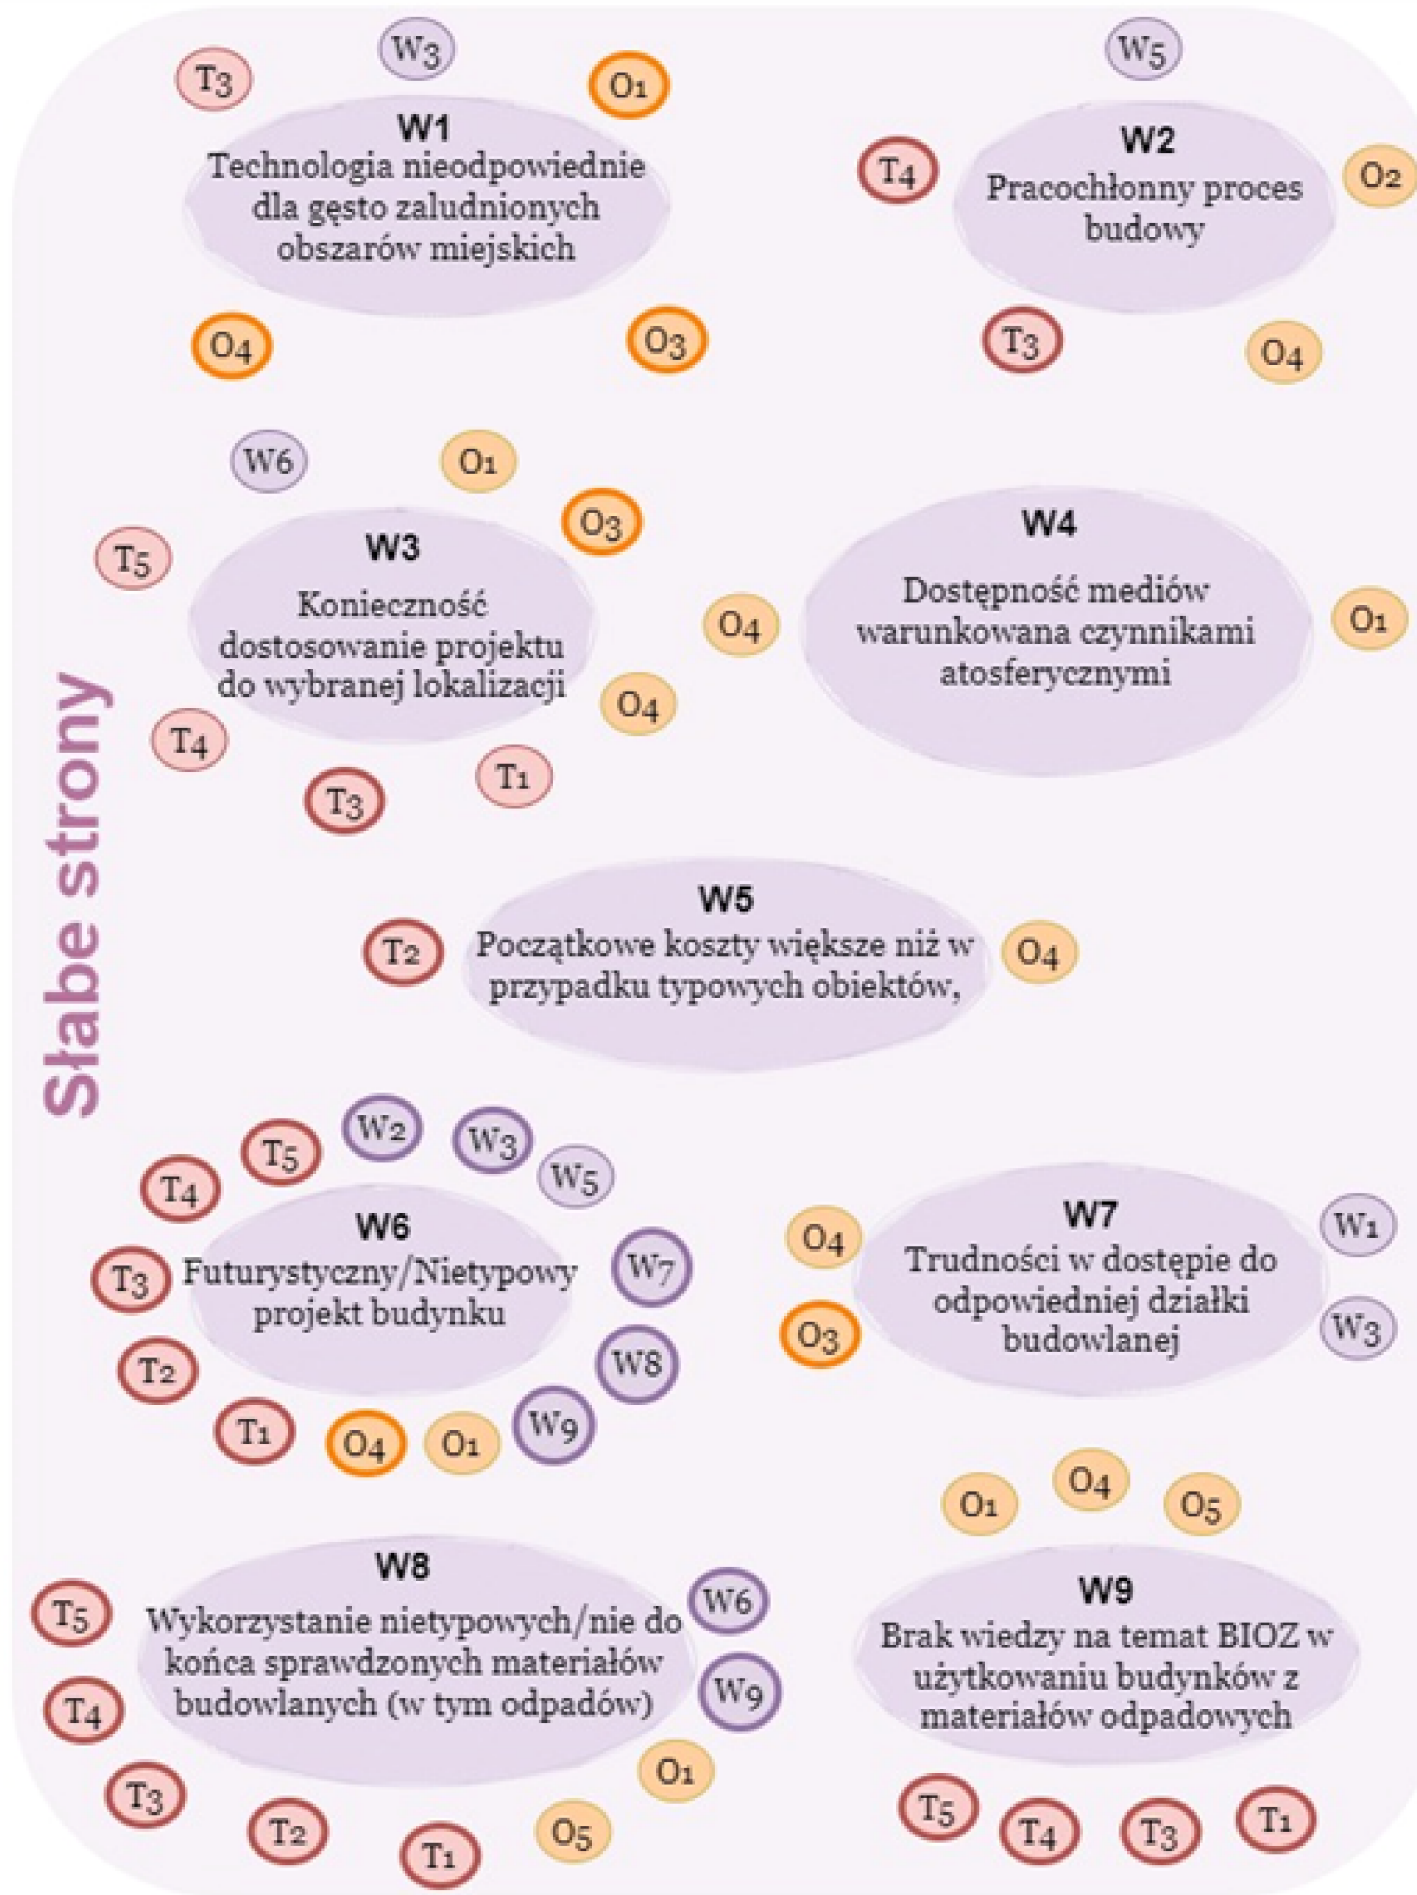 Słabe strony
T3
W3
O1
W1
Technologia nieodpowiednie
dla gęsto zaludnionych
obszarów miejskich
O4
O3
W5
T4
W2
Pracochłonny proces
budowy
O2
T3
O4
W6
O1
O3
T5
W3
Konieczność
dostosowanie projektu
do wybranej lokalizacji
O4
T4
T3
T1
W4
Dostępność mediów
warunkowana czynnikami
atosferycznymi
O4
O1
W5
Początkowe koszty większe niż w
przypadku typowych obiektów,
T2
O4
W2
W3
W5
T5
T4
W6
Futurystyczny/Nietypowy
projekt budynku
T3
W7
T2
W8
T1
O4
O1
W9
W7
Trudności w dostępie do
odpowiedniej działki
budowlanej
O4
O3
W1
W3
W8
Wykorzystanie nietypowych/nie do
końca sprawdzonych materiałów
budowlanych (w tym odpadów)
T5
W6
T4
W9
T3
O1
T2
T1
O5
O1
O4
O5
W9
Brak wiedzy na temat BIOZ w
użytkowaniu budynków z
materiałów odpadowych
T5
T4
T3
T1